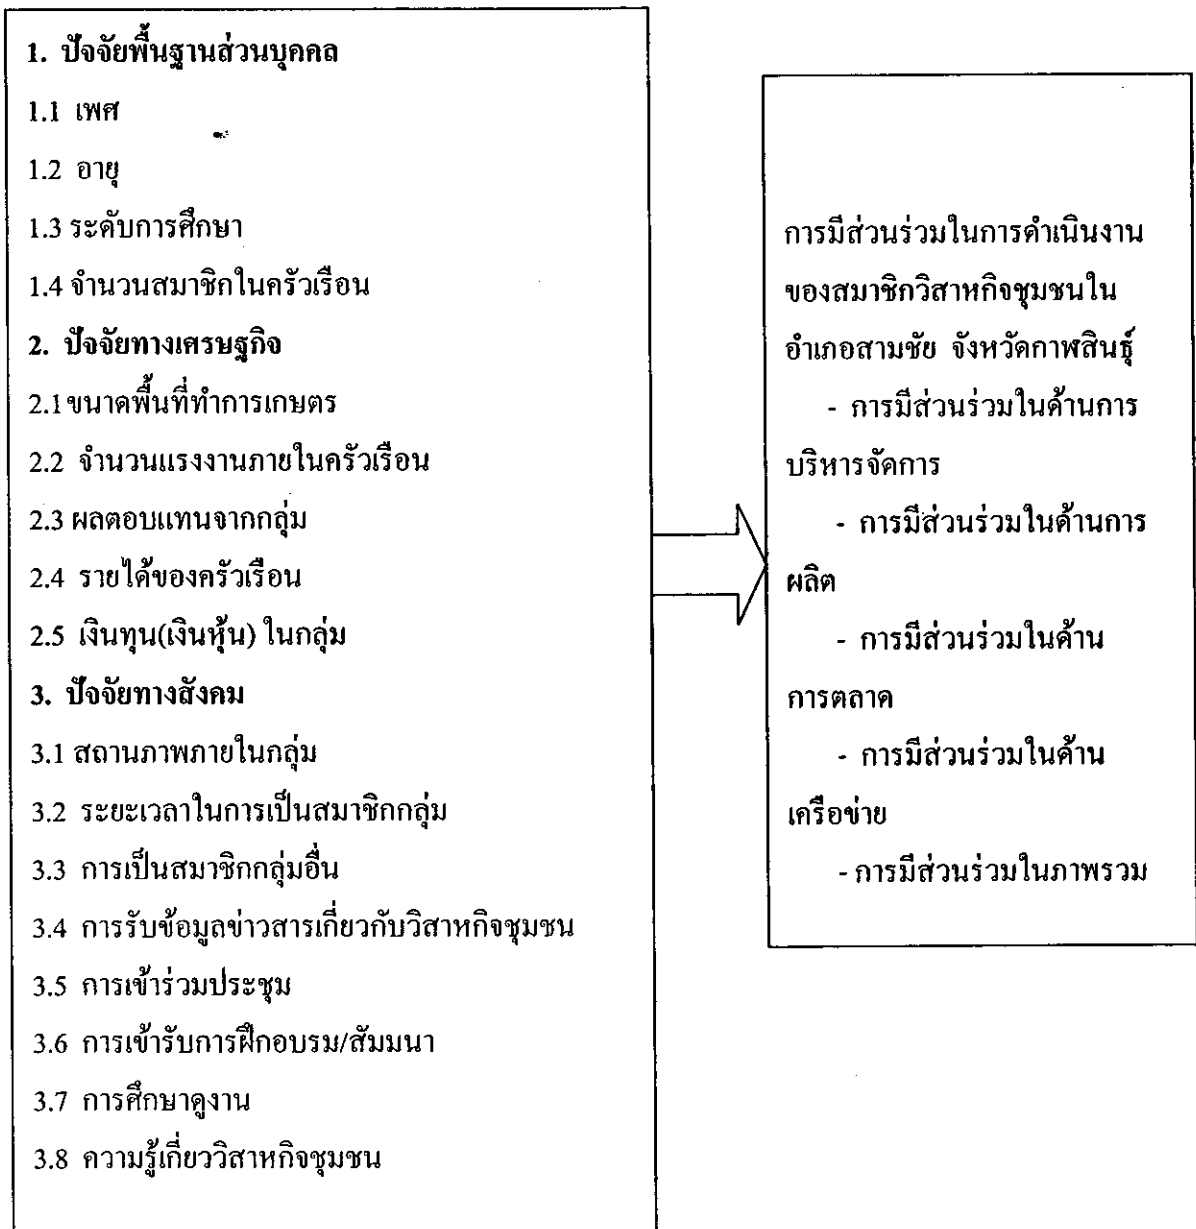 1. ปัจจัยพื้นฐานส่วนบุคคล
1.1 เพศ
1.2 อายุ
1.3 ระดับการศึกษา
1.4 จำนวนสมาชิกในครัวเรือน
2. ปัจจัยทางเศรษฐกิจ
2.1 ขนาดพื้นที่ทำการเกษตร
2.2 จำนวนแรงงานภายในครัวเรือน
2.3 ผลตอบแทนจากกลุ่ม
2.4 รายได้ของครัวเรือน
2.5 เงินทุน(เงินหุ้น) ในกลุ่ม
3. ปัจจัยทางสังคม
3.1 สถานภาพภายในกลุ่ม
3.2 ระยะเวลาในการเป็นสมาชิกกลุ่ม
3.3 การเป็นสมาชิกกลุ่มอื่น
3.4 การรับข้อมูลข่าวสารเกี่ยวกับวิสาหกิจชุมชน
3.5 การเข้าร่วมประชุม
3.6 การเข้ารับการฝึกอบรม/สัมมนา
3.7 การศึกษาดูงาน
3.8 ความรู้เกี่ยววิสาหกิจชุมชน
การมีส่วนร่วมในการดำเนินงาน
ของสมาชิกวิสาหกิจชุมชนใน
อำเภอสามชัย จังหวัดกาฬสินธุ์
- การมีส่วนร่วมในด้านการ
บริหารจัดการ
- การมีส่วนร่วมในด้านการ
ผลิต
- การมีส่วนร่วมในด้าน
การตลาด
- การมีส่วนร่วมในด้าน
เครือข่าย
- การมีส่วนร่วมในภาพรวม